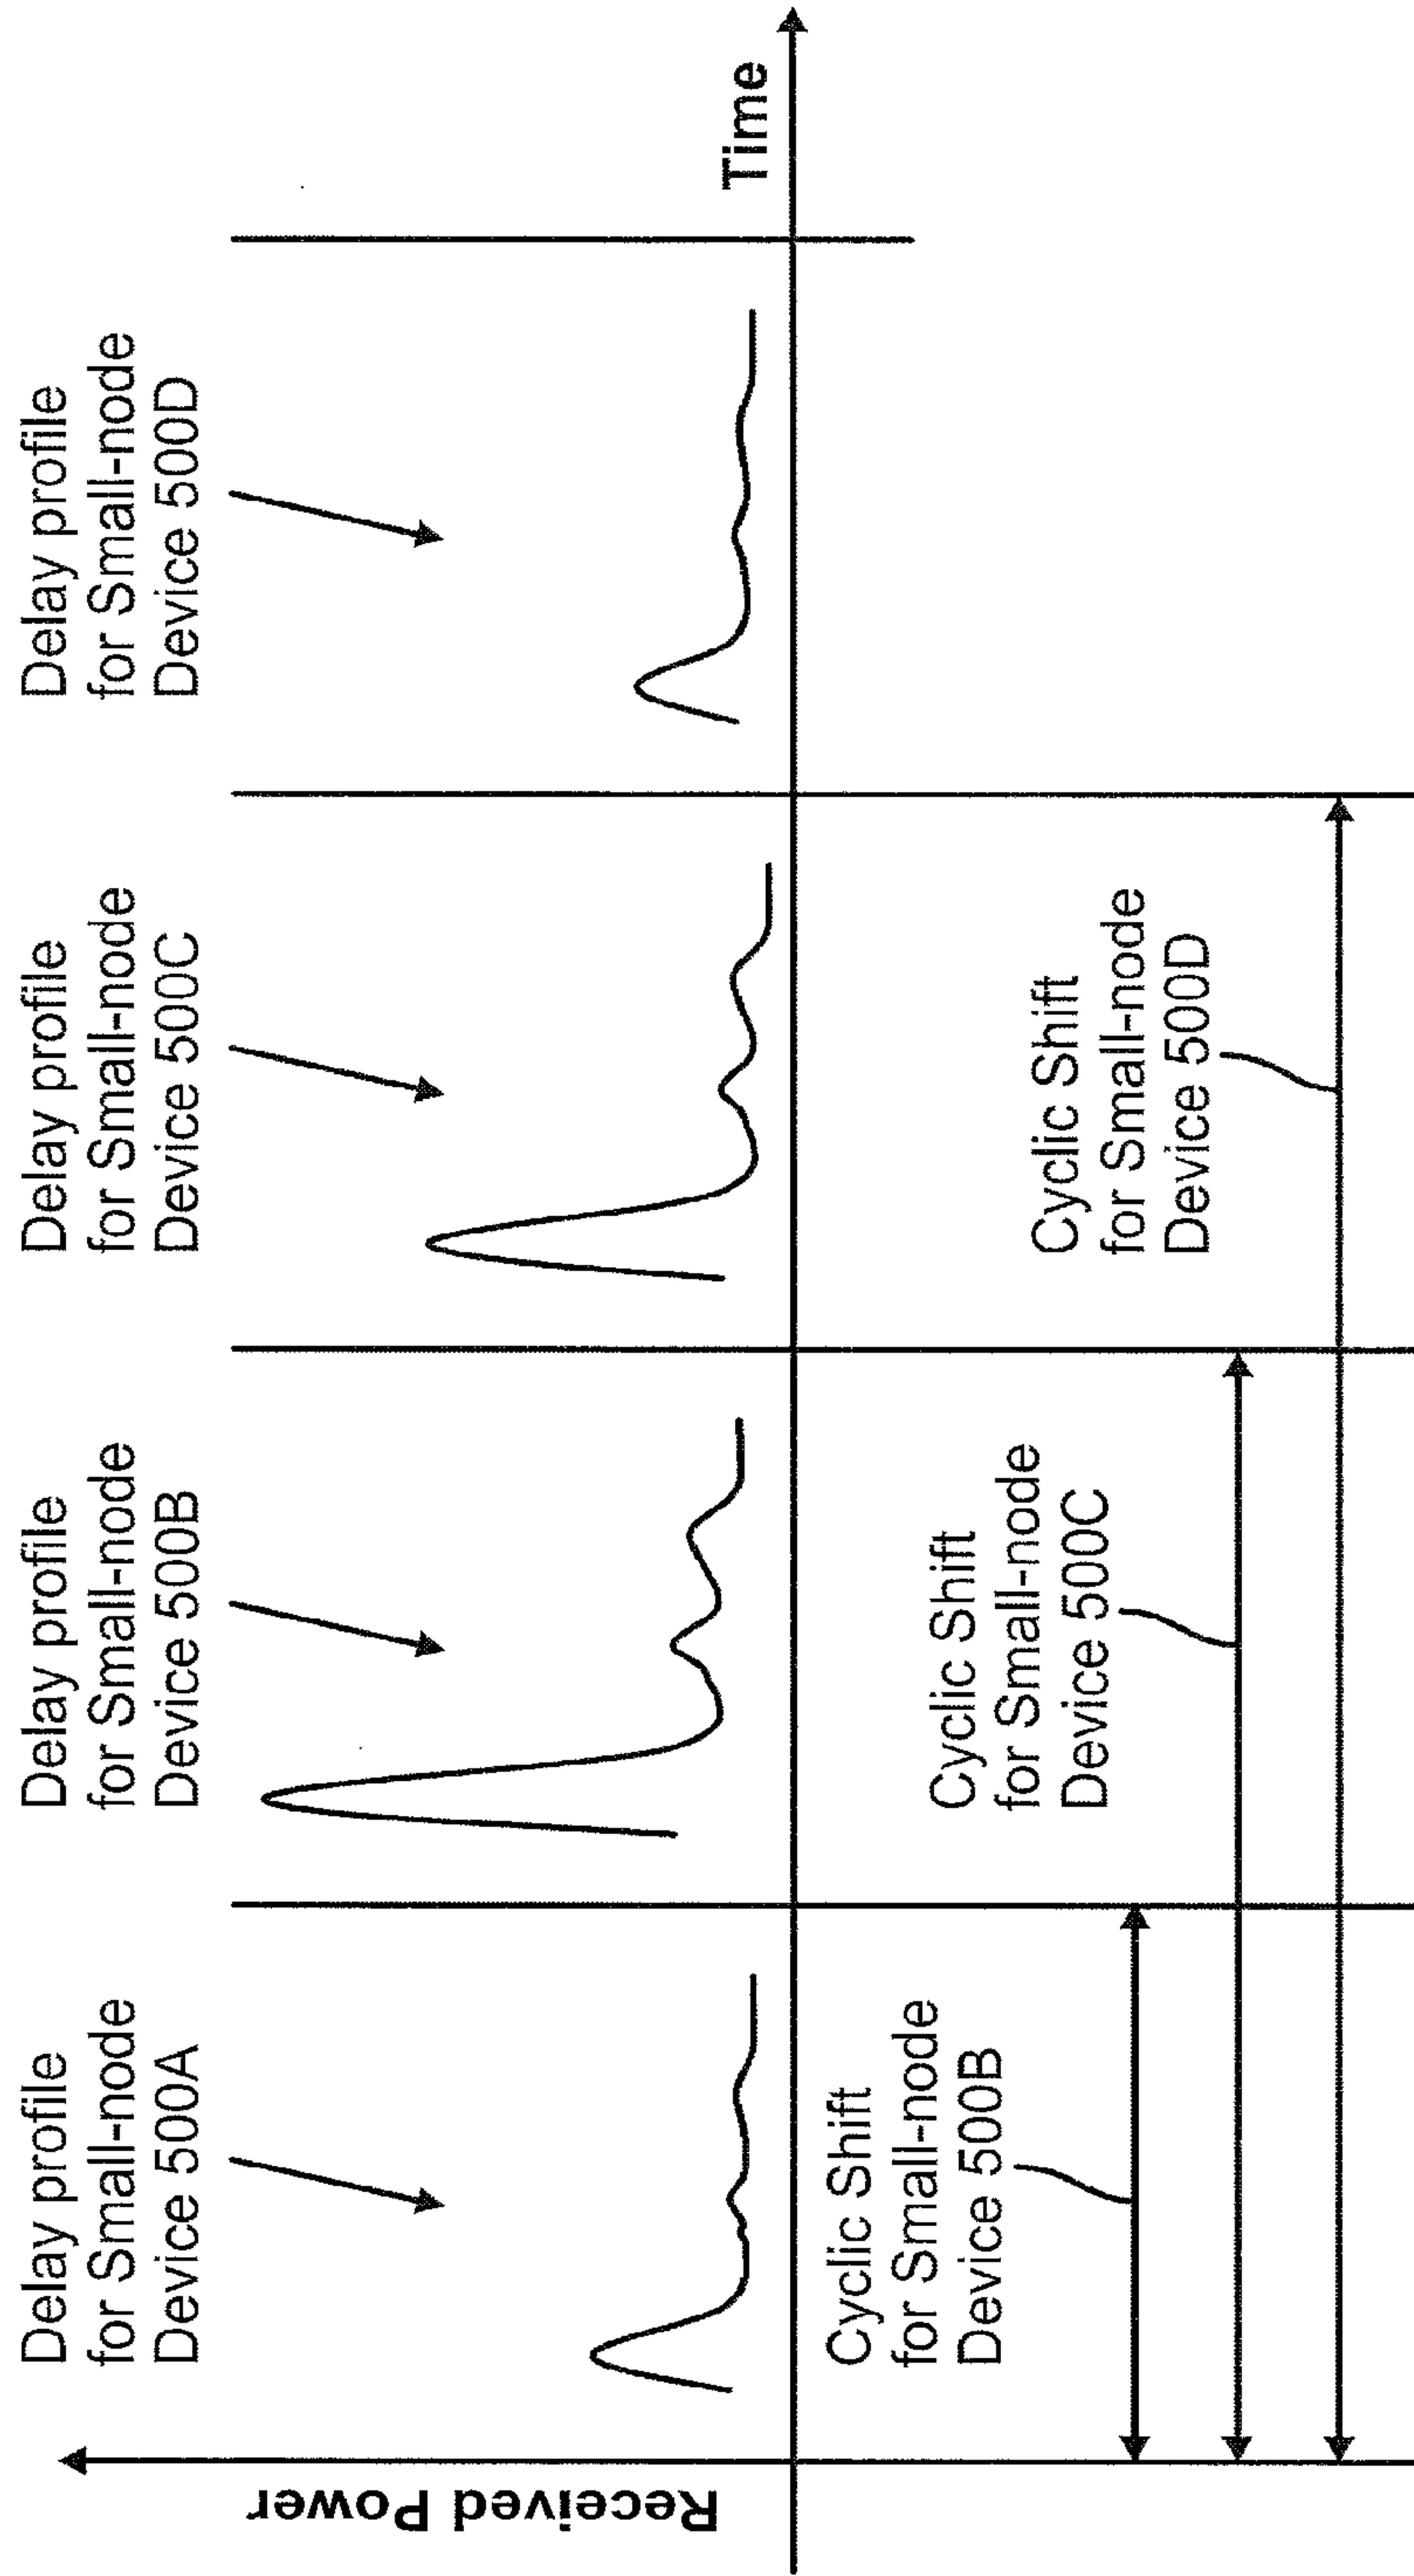 Delay profile
for Small-node
Device 500A
Delay profile
for Small-node
Device 500B
Delay profile
for Small-node
Device 500C
Delay profile
for Small-node
Device 500D
Received Power
Time
Cyclic Shift
for Small-node
Device 500B
Cyclic Shift
for Small-node
Device 500C
Cyclic Shift
for Small-node
Device 500D